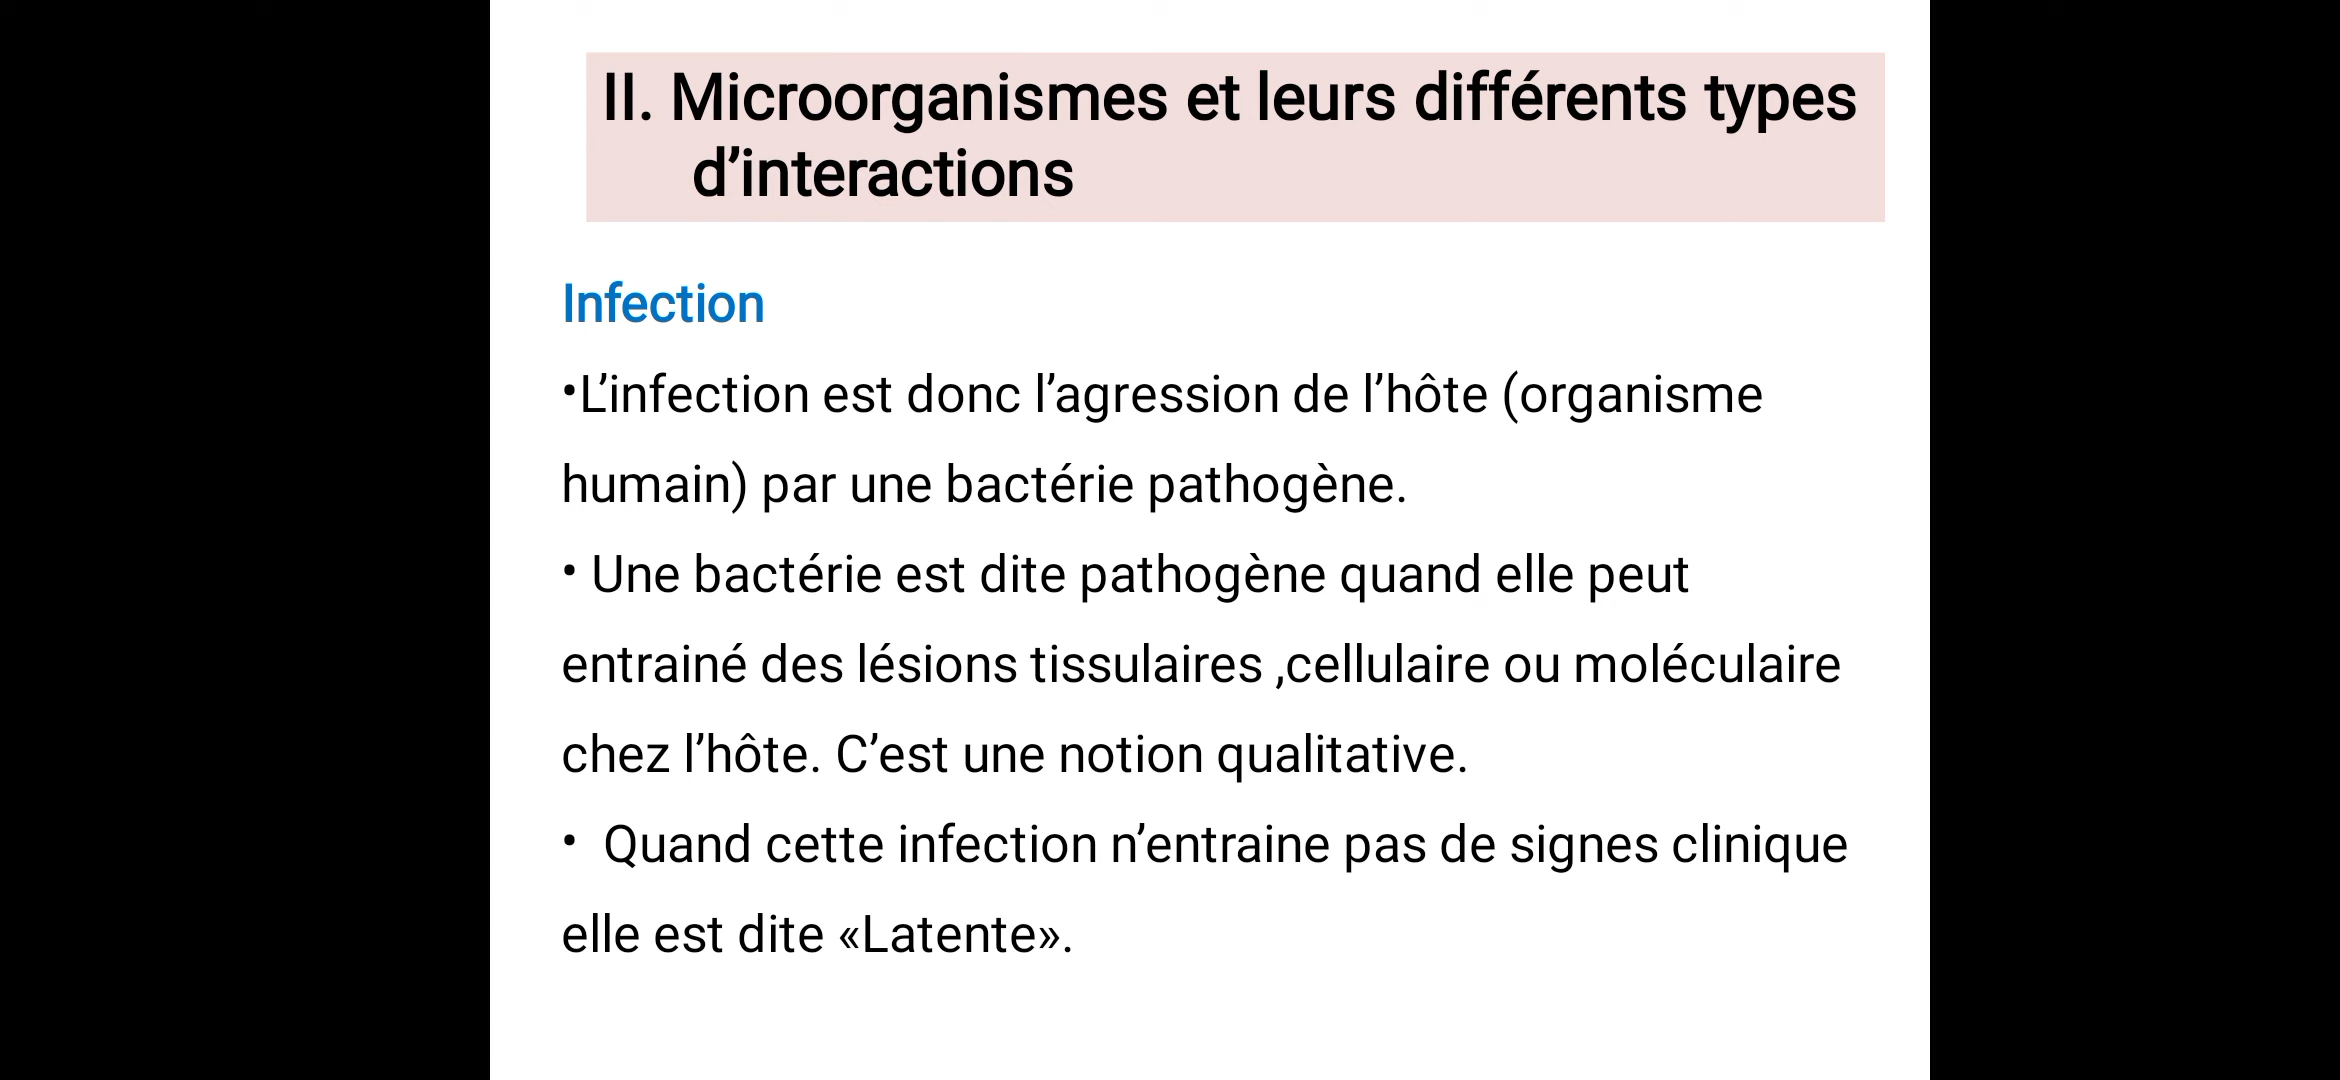 II. Microorganismes et leurs différents types
d’interactions
Infection
•L’infection est donc l’agression de l’hôte (organisme
humain) par une bactérie pathogène.
• Une bactérie est dite pathogène quand elle peut
entrainé des lésions tissulaires ,cellulaire ou moléculaire
chez l’hôte. C’est une notion qualitative.
• Quand cette infection n’entraine pas de signes clinique
elle est dite «Latente».